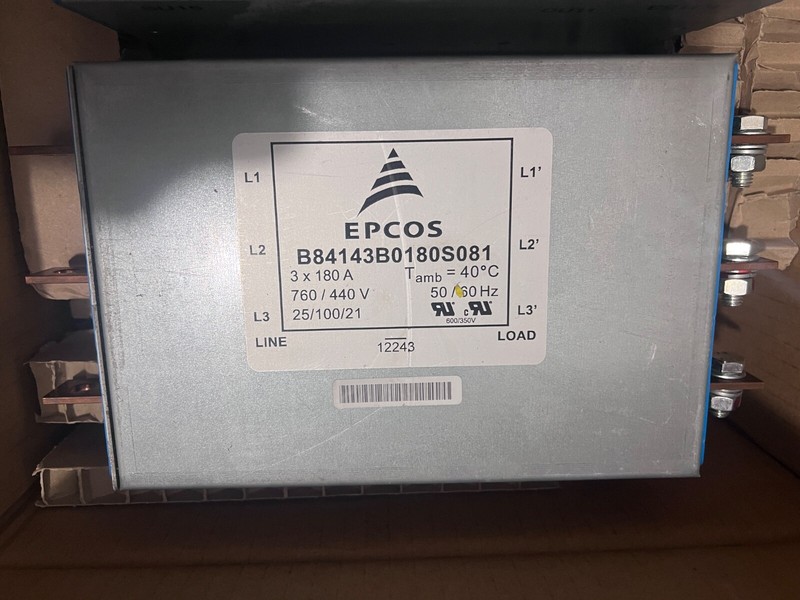 L1
L1'
EPCOS
L2
B84143B0180S081
L2'
3 x 180 A Tamb = 40°C
760 / 440 V 50 / 60 Hz
L3
25/100/21
L3'
600/350V
LINE
12243
LOAD